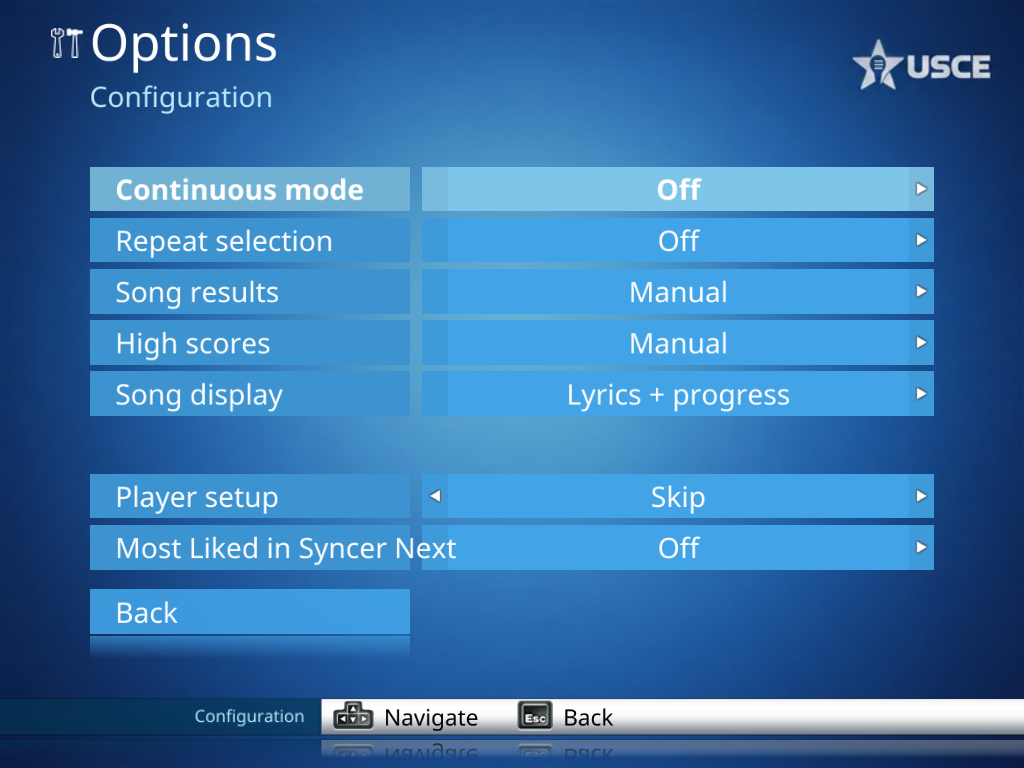 Options
Configuration
USCE
Continuous mode
Off
Repeat selection
Off
Song results
Manual
High scores
Manual
Song display
Lyrics + progress
Player setup
Skip
Most Liked in Syncer Next
Off
Back
Configuration
Navigate
Esc
Back